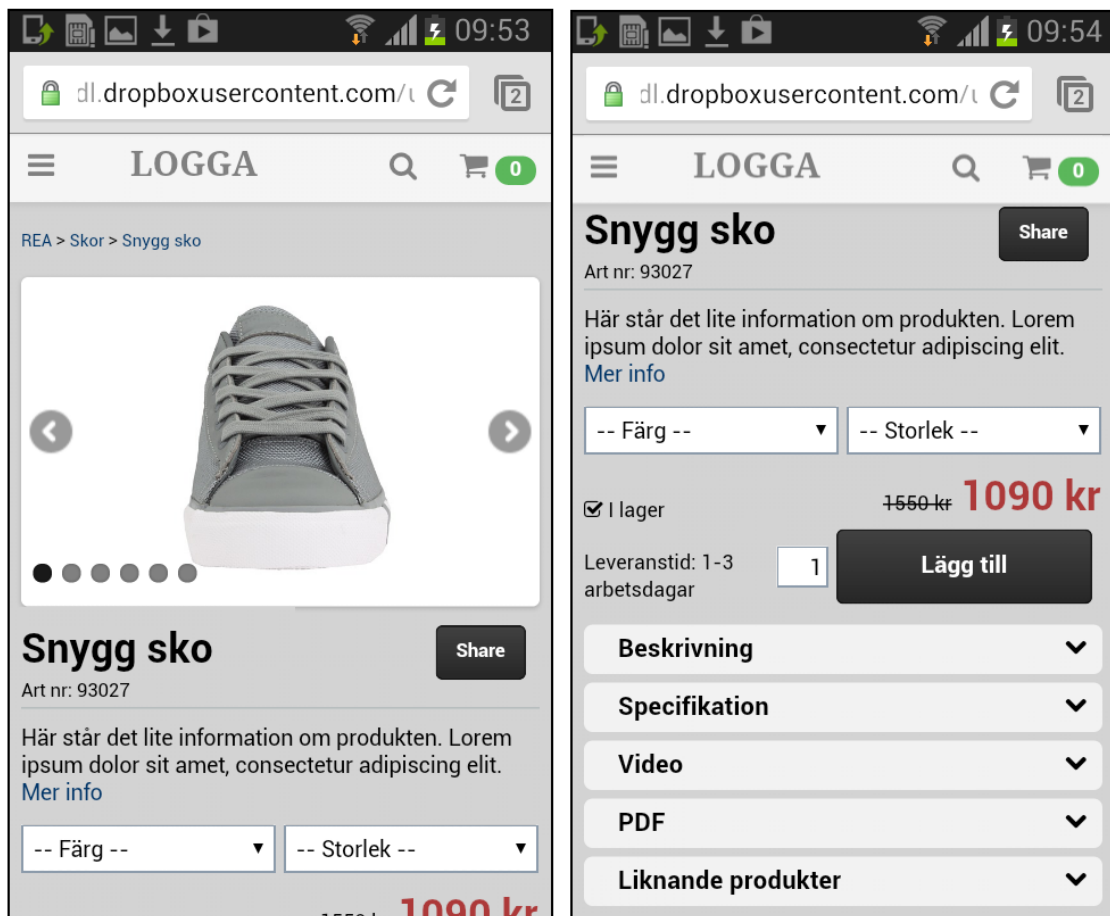 09:53
dl.dropboxusercontent.com/u
2
LOGGA
0
REA > Skor > Snygg sko
Snygg sko
Share
Art nr: 93027
Här står det lite information om produkten. Lorem
ipsum dolor sit amet, consectetur adipiscing elit.
Mer info
-- Färg --
-- Storlek --
1090 kr
09:54
dl.dropboxusercontent.com/u
2
LOGGA
0
Snygg sko
Share
Art nr: 93027
Här står det lite information om produkten. Lorem
ipsum dolor sit amet, consectetur adipiscing elit.
Mer info
-- Färg --
-- Storlek --
I lager
1550 kr 1090 kr
Leveranstid: 1-3
arbetsdagar
1
Lägg till
Beskrivning
Specifikation
Video
PDF
Liknande produkter